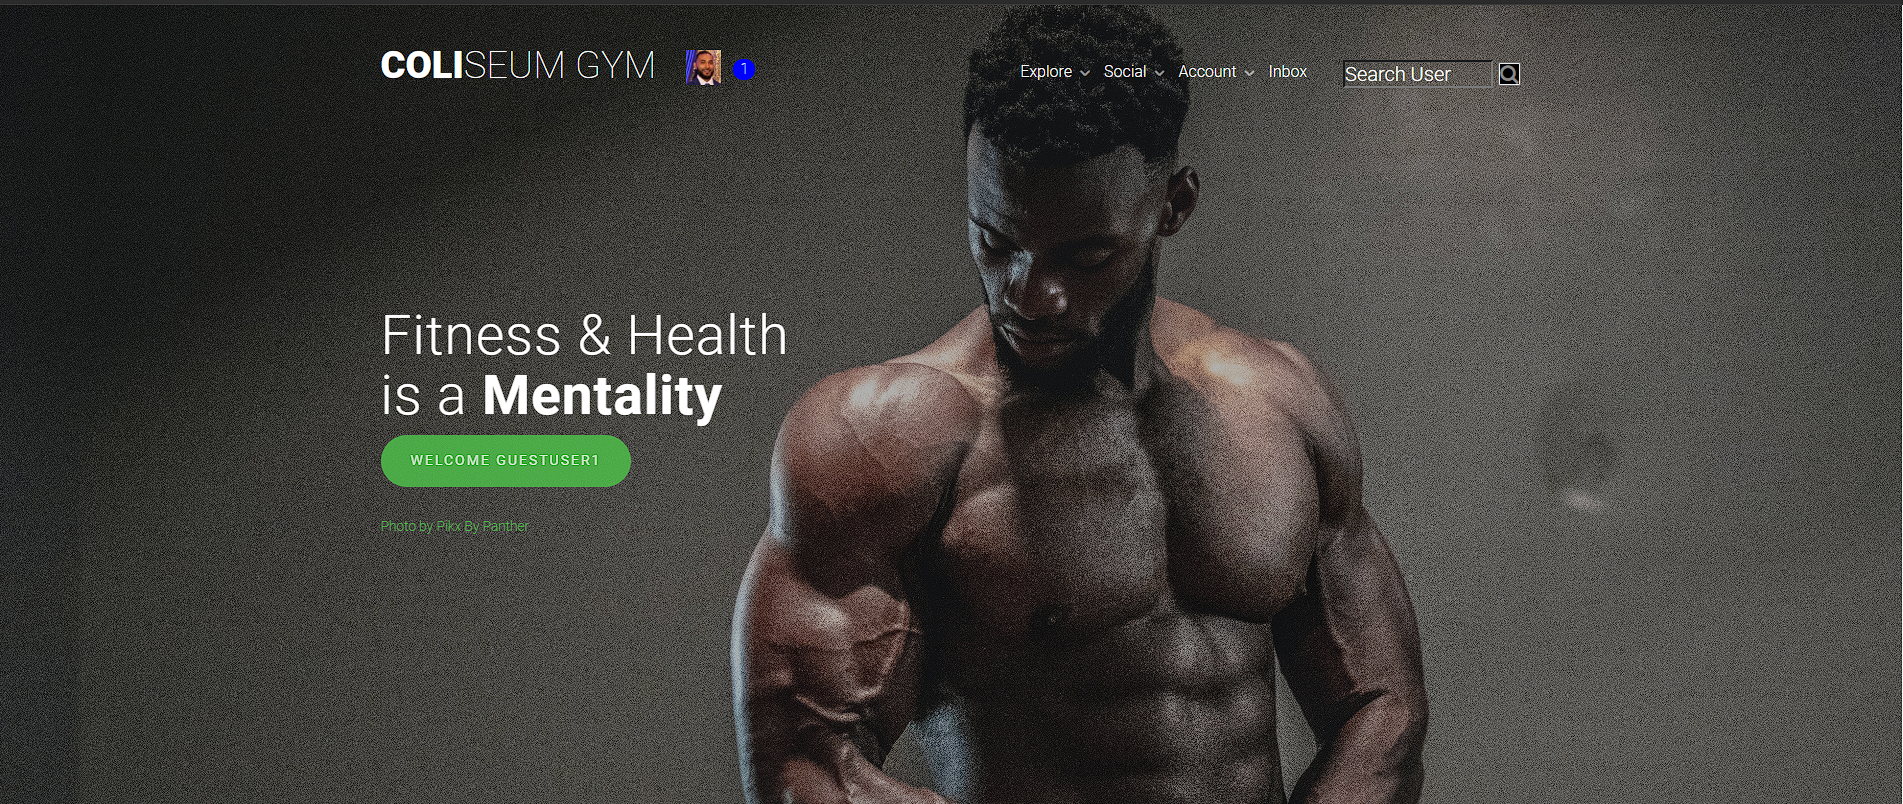 COLISEUM GYM
1
Explore
Social
Account
Inbox
Search User
Fitness & Health
is a Mentality
WELCOME GUESTUSER1
Photo by Pikx By Panther